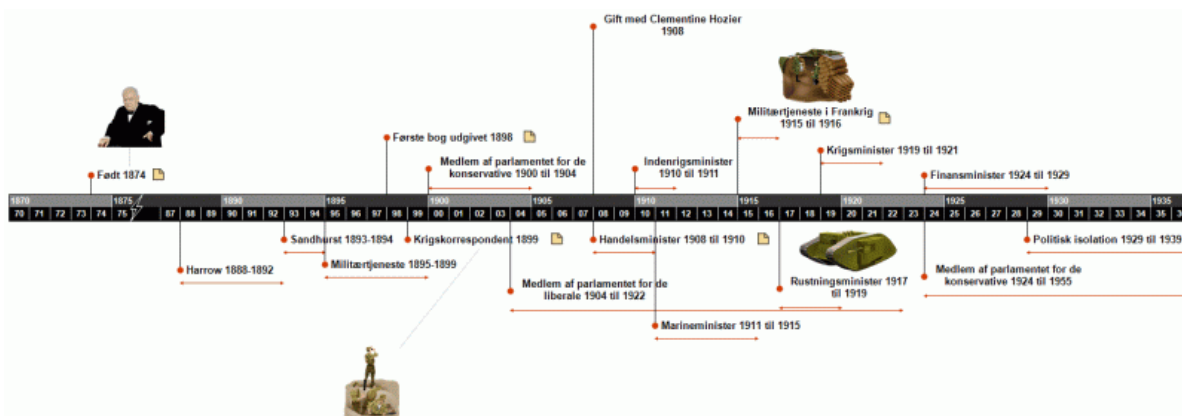 Gift med Clementine Hozier
1908
Militærtjeneste i Frankrig
1915 til 1916
Første bog udgivet 1898
Krigsminister 1919 til 1921
Medlem af parlamentet for de
konservative 1900 til 1904
Indenrigsminister
1910 til 1911
Født 1874
Finansminister 1924 til 1929
1870 1875 1890 1895 1900 1905 1910 1915 1920 1925 1930 1935
70 71 72 73 74 75 87 88 89 90 91 92 93 94 95 96 97 98 99 00 01 02 03 04 05 06 07 08 09 10 11 12 13 14 15 16 17 18 19 20 21 22 23 24 25 26 27 28 29 30 31 32 33 34 35 36
Sandhurst 1893-1894
Krigskorrespondent 1899
Handelsminister 1908 til 1910
Politisk isolation 1929 til 1939
Harrow 1888-1892
Militærtjeneste 1895-1899
Medlem af parlamentet for de
liberale 1904 til 1922
Rustningsminister 1917
til 1919
Medlem af parlamentet for de
konservative 1924 til 1955
Marineminister 1911 til 1915